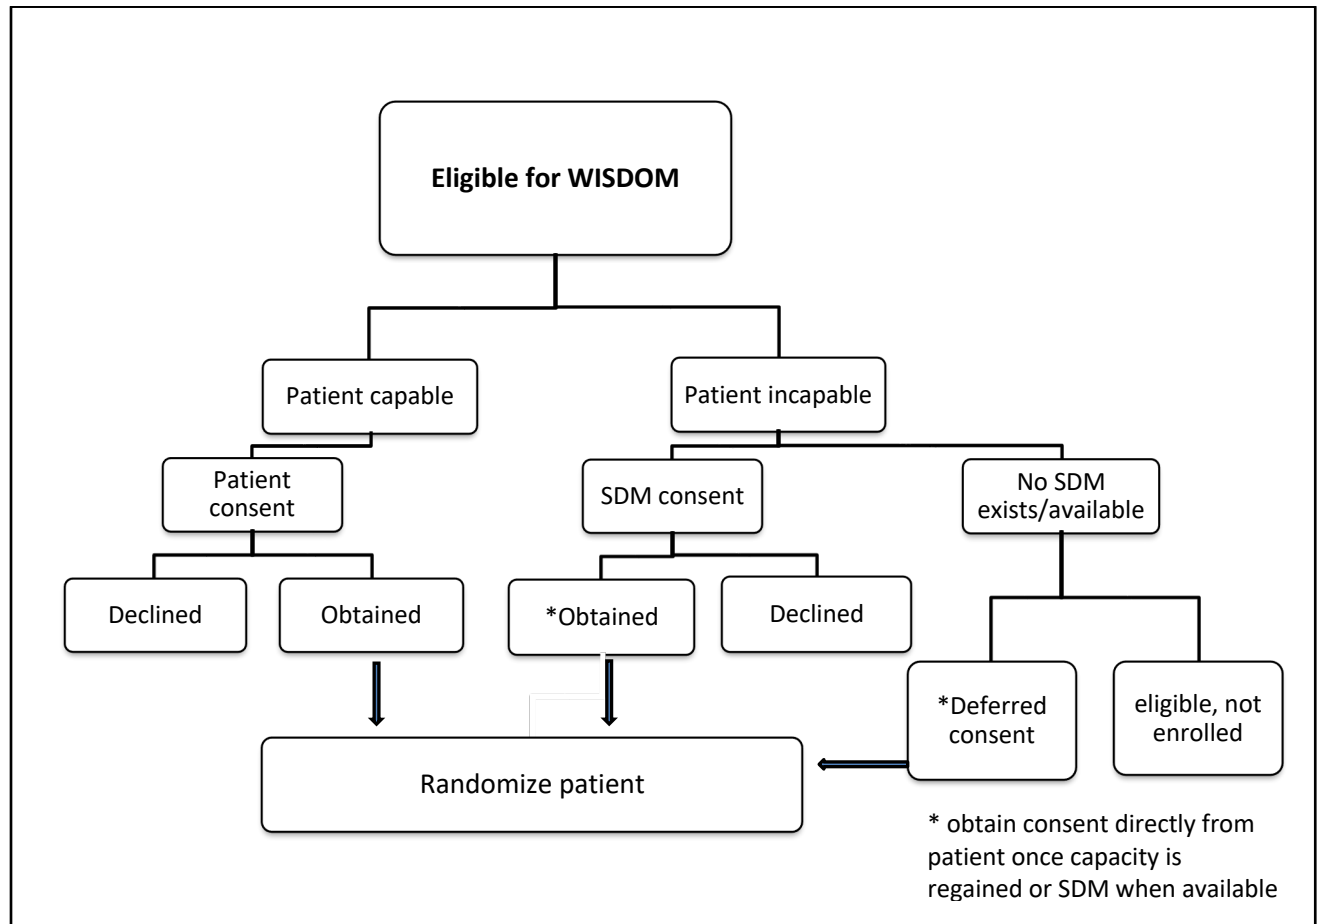 Eligible for WISDOM
Patient capable
Patient incapable
Patient
consent
SDM consent
No SDM
exists/available
Declined
Obtained
*Obtained
Declined
*Deferred
consent
eligible, not
enrolled
Randomize patient
* obtain consent directly from
patient once capacity is
regained or SDM when available